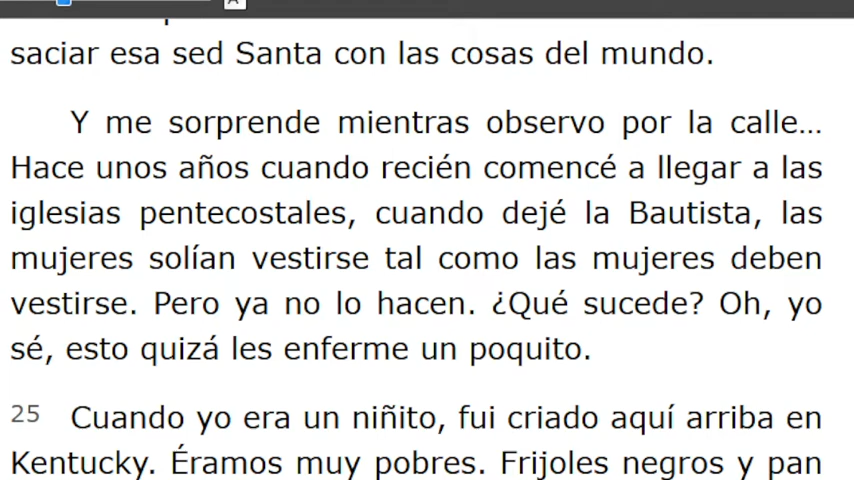 saciar esa sed Santa con las cosas del mundo.
Y me sorprende mientras observo por la calle…
Hace unos años cuando recién comencé a llegar a las
iglesias pentecostales, cuando dejé la Bautista, las
mujeres solían vestirse tal como las mujeres deben
vestirse. Pero ya no lo hacen. ¿Qué sucede? Oh, yo
sé, esto quizá les enferme un poquito.
25 Cuando yo era un niñito, fui criado aquí arriba en
Kentucky. Éramos muy pobres. Frijoles negros y pan